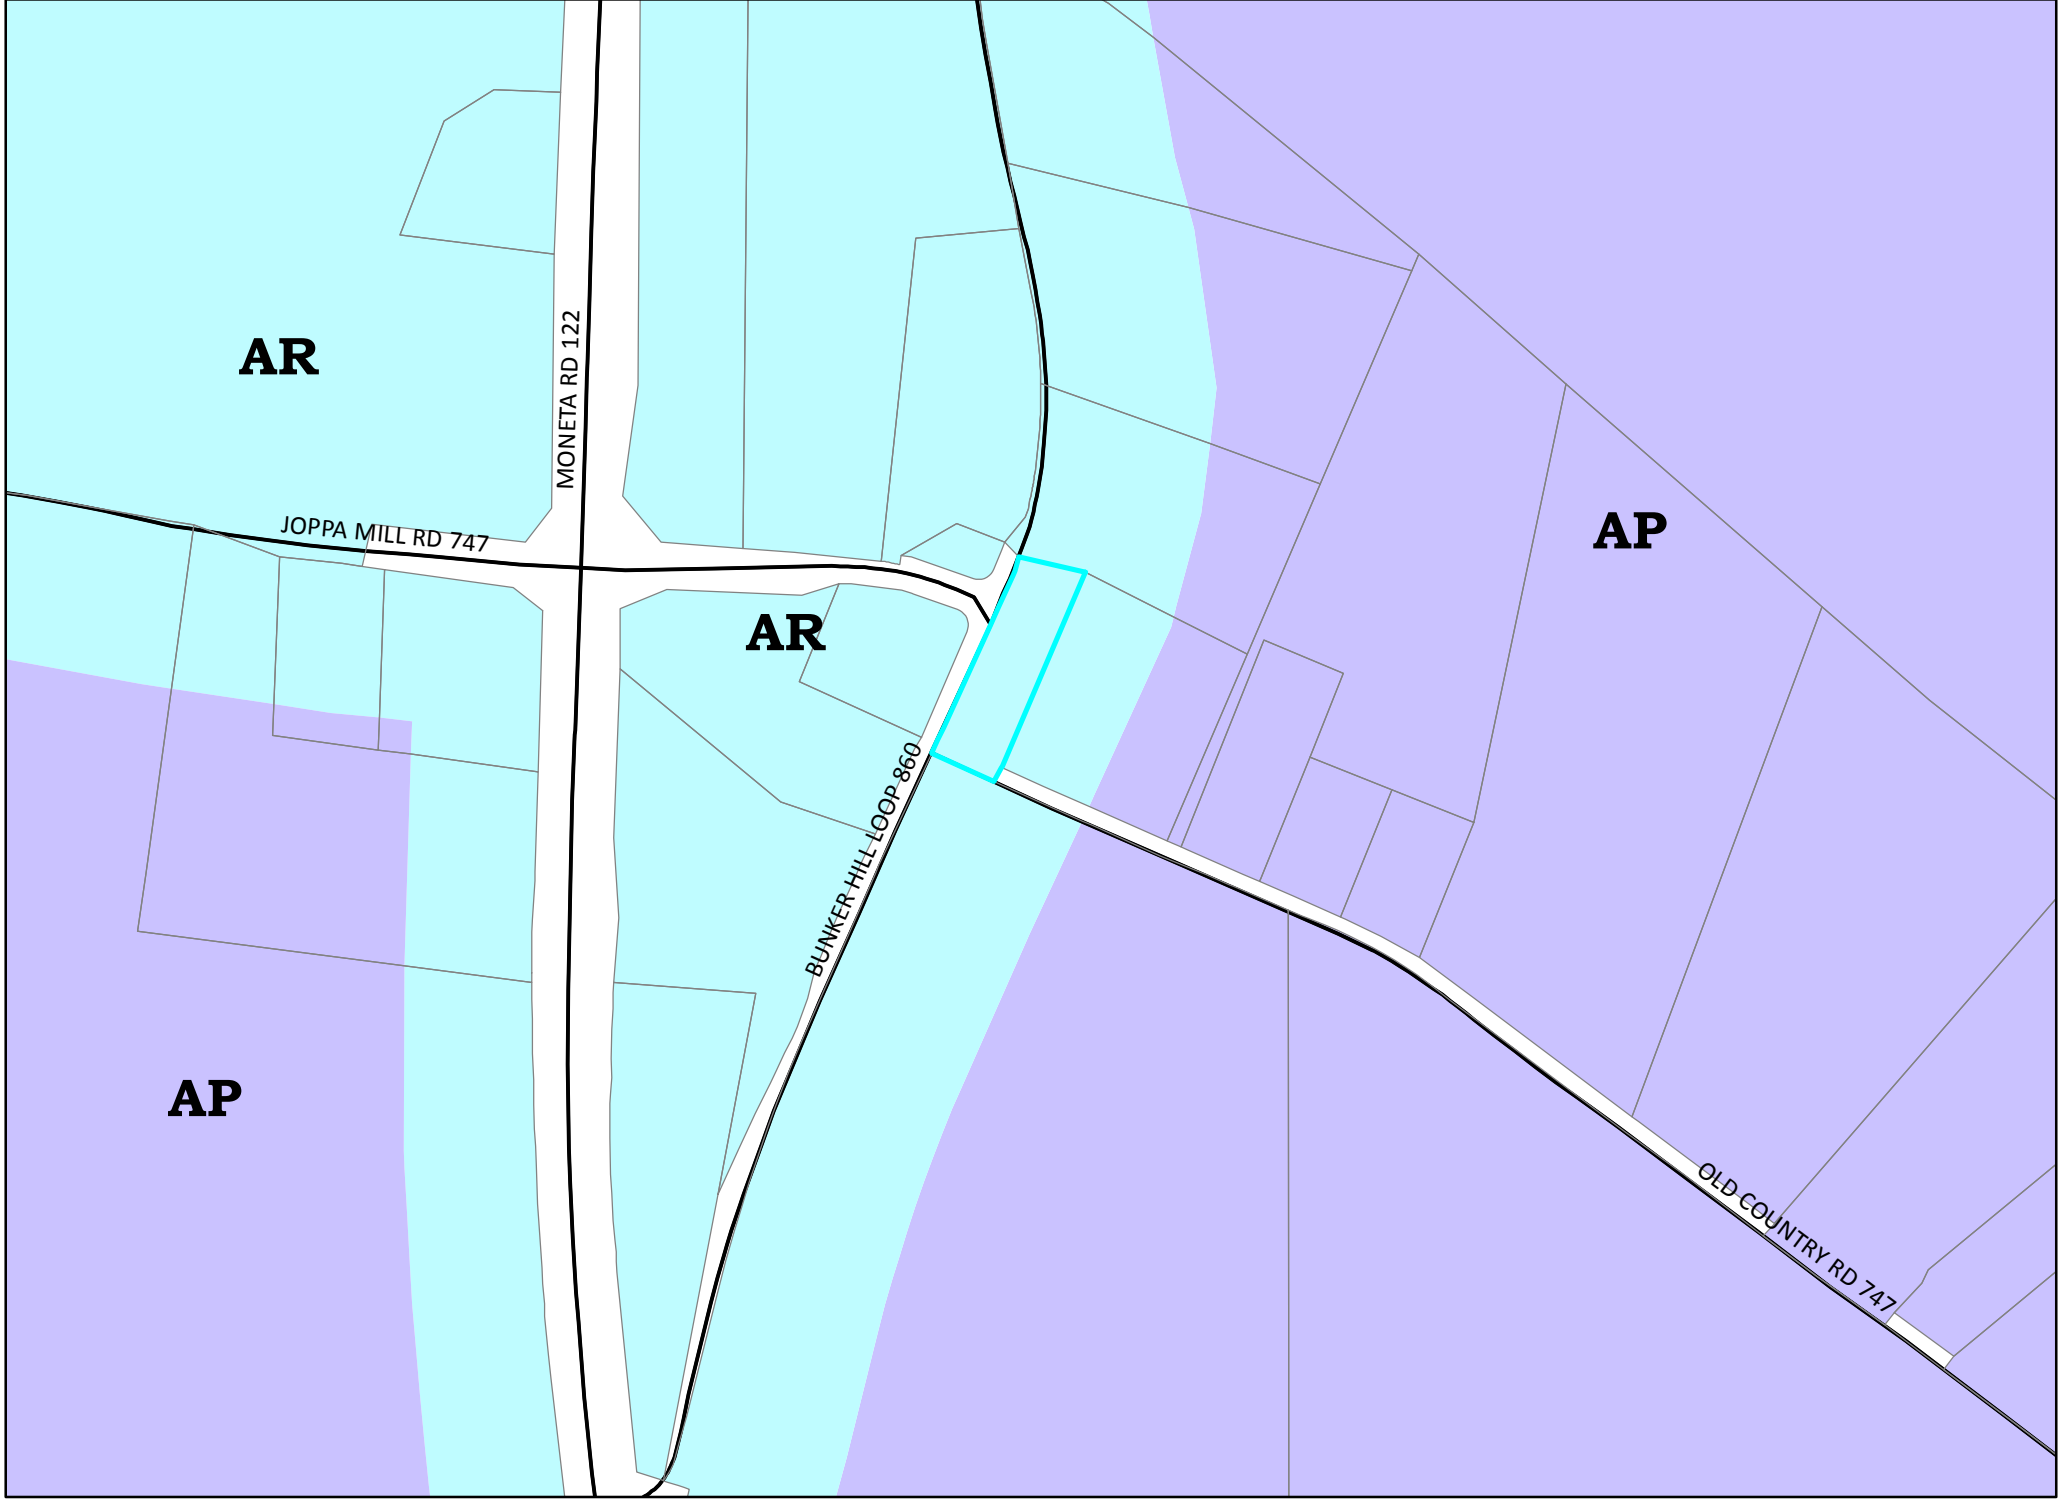 AR
MONETA RD 122
JOPPA MILL RD 747
AP
AR
BUNKER HILL LOOP 860
AP
OLD COUNTRY RD 747